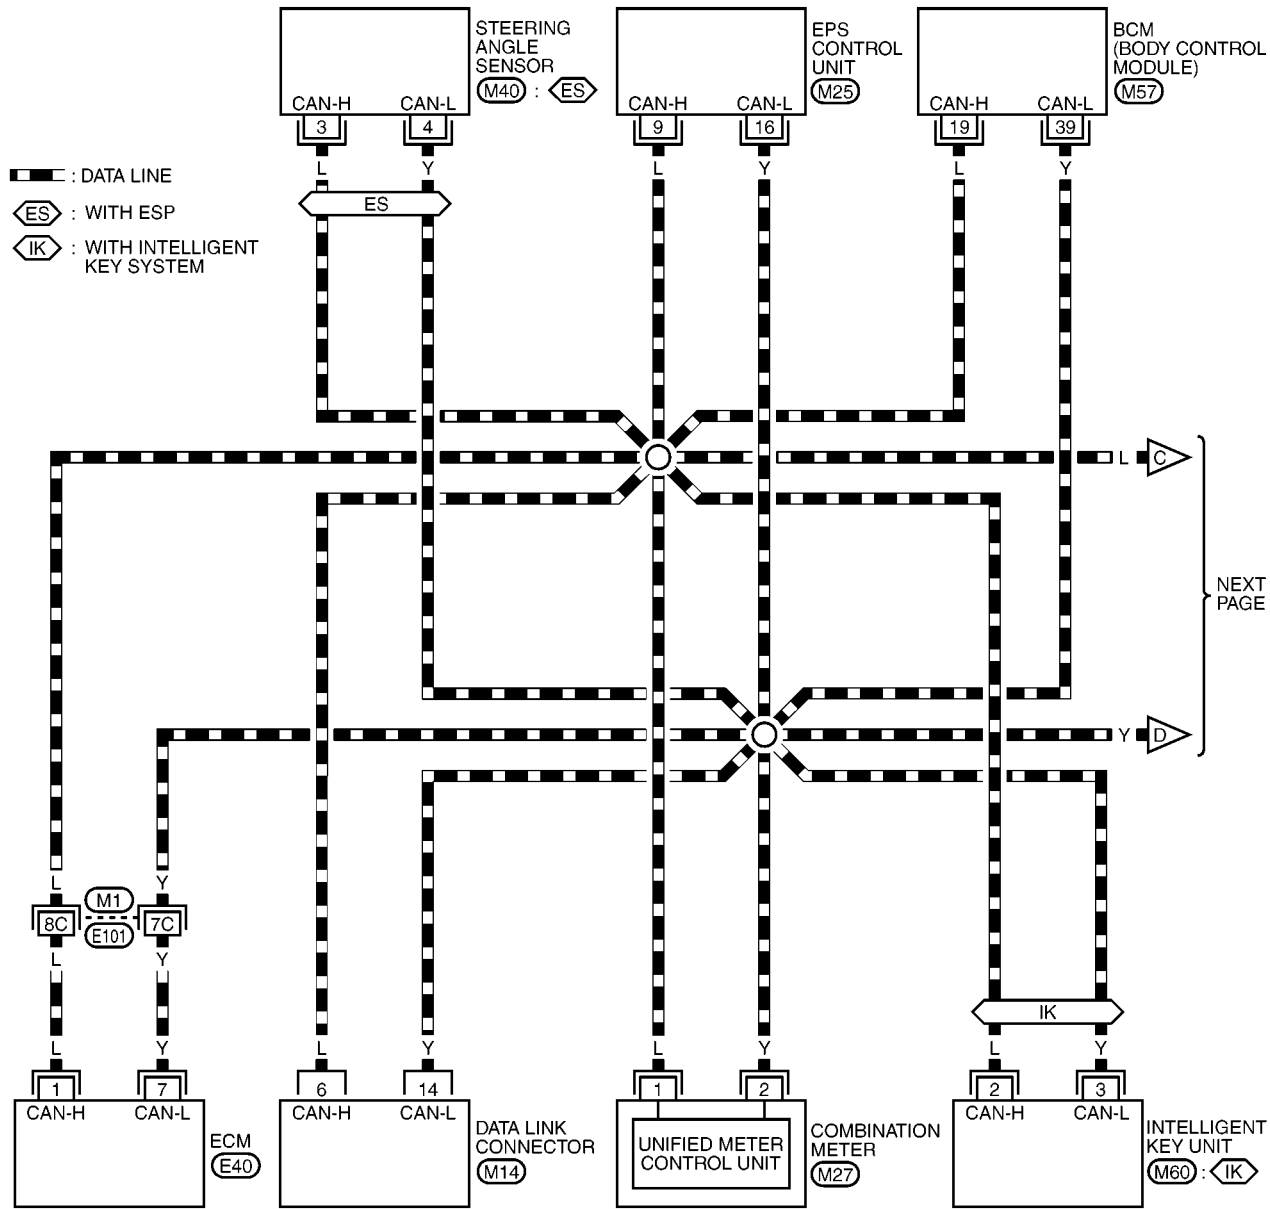 STEERING
ANGLE
SENSOR
M40 : ES
CAN-H CAN-L
3 4
L Y
ES
EPS
CONTROL
UNIT
M25
CAN-H CAN-L
9 16
L Y
BCM
(BODY CONTROL
MODULE)
M57
CAN-H CAN-L
19 39
L Y
: DATA LINE
ES : WITH ESP
IK : WITH INTELLIGENT
KEY SYSTEM
L C
Y D
NEXT
PAGE
L Y
8C M1 7C
E101
L Y
L Y
1 7
CAN-H CAN-L
ECM
E40
L Y
6 14
CAN-H CAN-L
DATA LINK
CONNECTOR
M14
L Y
1 2
UNIFIED METER
CONTROL UNIT
COMBINATION
METER
M27
IK
L Y
2 3
CAN-H CAN-L
INTELLIGENT
KEY UNIT
M60 : IK